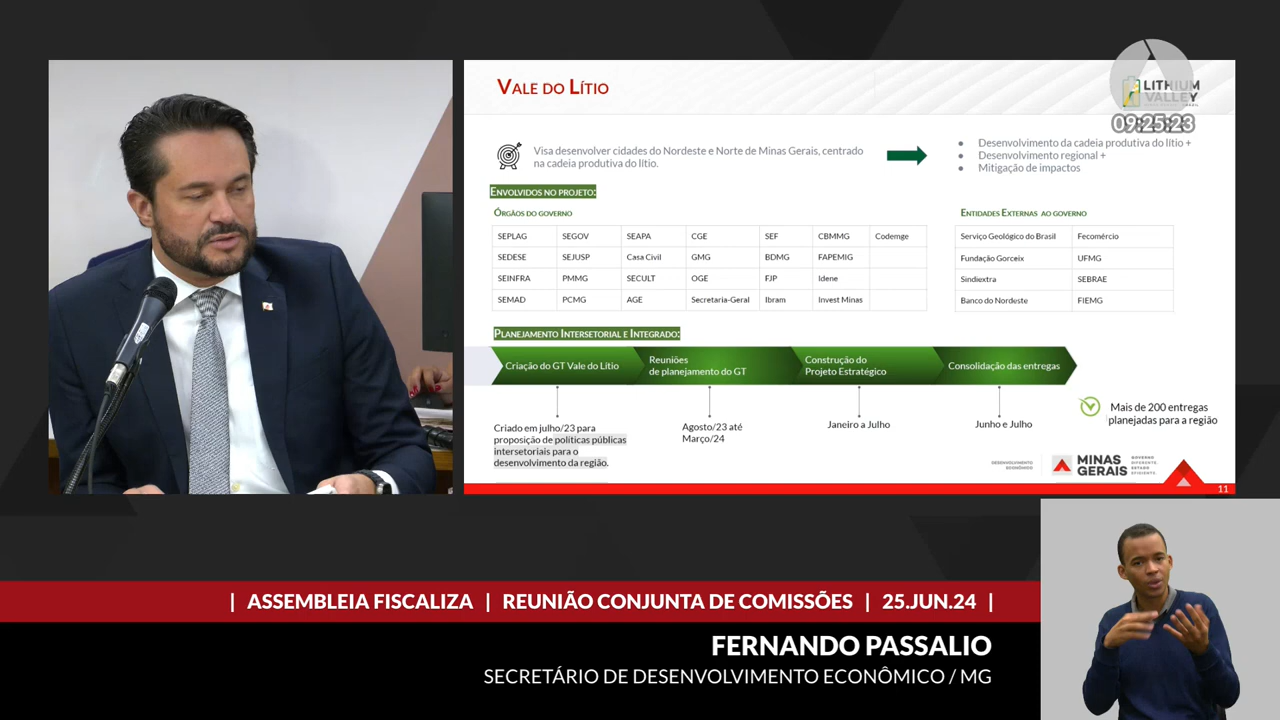 VALE DO LÍTIO
LITHIUM
VALLEY
BRAZIL
09:25:23
Visa desenvolver cidades do Nordeste e Norte de Minas Gerais, centrado
na cadeia produtiva do lítio.
● Desenvolvimento da cadeia produtiva do lítio +
● Desenvolvimento regional +
● Mitigação de impactos
ENVOLVIDOS NO PROJETO:
ÓRGÃOS DO GOVERNO
SEPLAG SEGOV SEAPA CGE SEF CBMMG Codemge
SEDESE SEJUSP Casa Civil GMG BDMG FAPEMIG
SEINFRA PMMG SECULT OGE FJP Idene
SEMAD PCMG AGE Secretaria-Geral Ibram Invest Minas
ENTIDADES EXTERNAS AO GOVERNO
Serviço Geológico do Brasil Fecomércio
Fundação Gorceix UFMG
Sindiextra SEBRAE
Banco do Nordeste FIEMG
PLANEJAMENTO INTERSETORIAL E INTEGRADO:
Criação do GT Vale do Lítio
Reuniões
de planejamento do GT
Construção do
Projeto Estratégico
Consolidação das entregas
Criado em julho/23 para
proposição de políticas públicas
intersetoriais para o
desenvolvimento da região.
Agosto/23 até
Março/24
Janeiro a Julho
Junho e Julho
Mais de 200 entregas
planejadas para a região
DESENVOLVIMENTO
ECONÔMICO
MINAS
GERAIS
GOVERNO
DIFERENTE.
ESTADO
EFICIENTE.
11
| ASSEMBLEIA FISCALIZA | REUNIÃO CONJUNTA DE COMISSÕES | 25.JUN.24 |
FERNANDO PASSALIO
SECRETÁRIO DE DESENVOLVIMENTO ECONÔMICO / MG